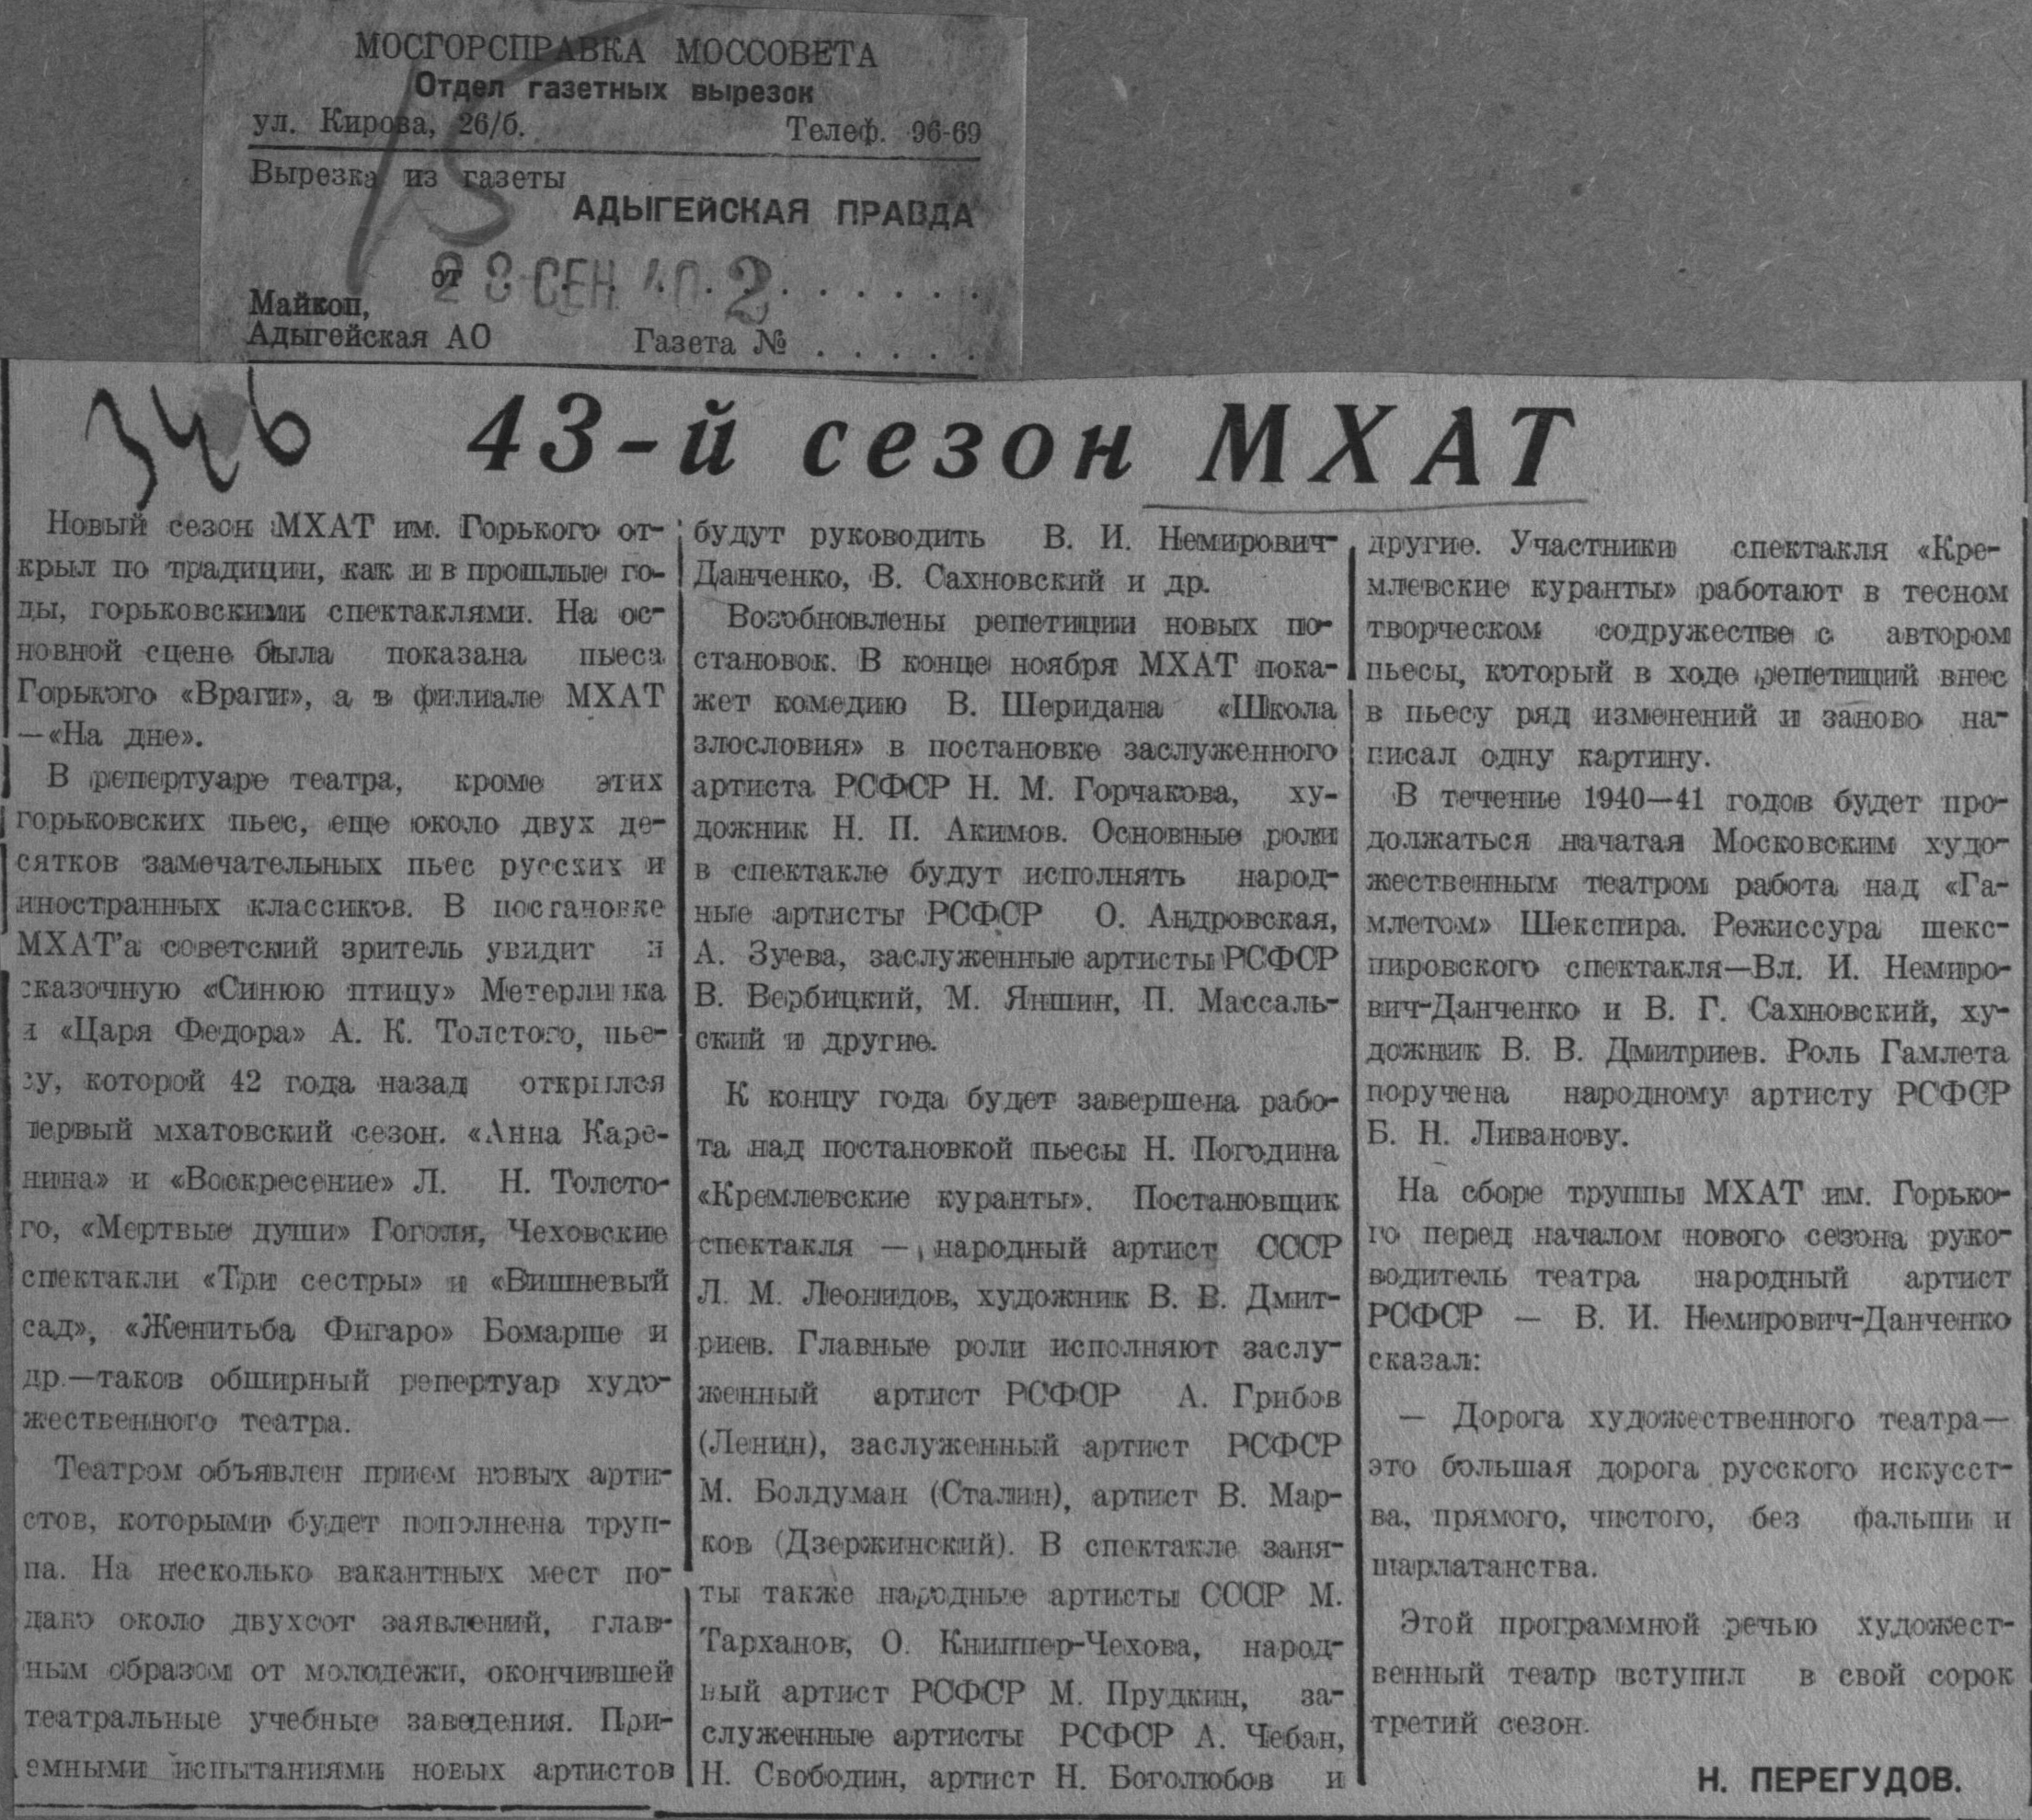 МОСГОРСПРАВКА МОССОВЕТА
Отдел газетных вырезок
ул. Кирова, 26/б. Телеф. 96-69
Вырезка из газеты
АДЫГЕЙСКАЯ ПРАВДА
от 28 СЕН. 40 2
Майкоп,
Адыгейская АО Газета № . . . . .
15
346
43-й сезон МХАТ
Новый сезон МХАТ им. Горького от-
крыл по традиции, как и в прошлые го-
ды, горьковскими спектаклями. На ос-
новной сцене была показана пьеса
Горького «Враги», а в филиале МХАТ
—«На дне».
В репертуаре театра, кроме этих
горьковских пьес, еще около двух де-
сятков замечательных пьес русских и
иностранных классиков. В постановке
МХАТ'а советский зритель увидит и
сказочную «Синюю птицу» Метерлинка
и «Царя Федора» А. К. Толстого, пье-
су, которой 42 года назад открылся
первый мхатовский сезон. «Анна Каре-
нина» и «Воскресение» Л. Н. Толсто-
го, «Мертвые души» Гоголя, Чеховские
спектакли «Три сестры» и «Вишневый
сад», «Женитьба Фигаро» Бомарше и
др.—таков обширный репертуар худо-
жественного театра.
Театром объявлен прием новых арти-
стов, которыми будет пополнена труп-
па. На несколько вакантных мест по-
дано около двухсот заявлений, глав-
ным образом от молодежи, окончившей
театральные учебные заведения. При-
емными испытаниями новых артистов
будут руководить В. И. Немирович-
Данченко, В. Сахновский и др.
Возобновлены репетиции новых по-
становок. В конце ноября МХАТ пока-
жет комедию В. Шеридана «Школа
злословия» в постановке заслуженного
артиста РСФСР Н. М. Горчакова, ху-
дожник Н. П. Акимов. Основные роли
в спектакле будут исполнять народ-
ные артисты РСФСР О. Андровская,
А. Зуева, заслуженные артисты РСФСР
В. Вербицкий, М. Яншин, П. Массаль-
ский и другие.
К концу года будет завершена рабо-
та над постановкой пьесы Н. Погодина
«Кремлевские куранты». Постановщик
спектакля — народный артист СССР
Л. М. Леонидов, художник В. В. Дмит-
риев. Главные роли исполняют заслу-
женный артист РСФСР А. Грибов
(Ленин), заслуженный артист РСФСР
М. Болдуман (Сталин), артист В. Мар-
ков (Дзержинский). В спектакле заня-
ты также народные артисты СССР М.
Тарханов, О. Книппер-Чехова, народ-
ный артист РСФСР М. Прудкин, за-
служенные артисты РСФСР А. Чебан,
Н. Свободин, артист Н. Боголюбов и
другие. Участники спектакля «Кре-
млевские куранты» работают в тесном
творческом содружестве с автором
пьесы, который в ходе репетиций внес
в пьесу ряд изменений и заново на-
писал одну картину.
В течение 1940—41 годов будет про-
должаться начатая Московским худо-
жественным театром работа над «Га-
млетом» Шекспира. Режиссура шекс-
пировского спектакля—Вл. И. Немиро-
вич-Данченко и В. Г. Сахновский, ху-
дожник В. В. Дмитриев. Роль Гамлета
поручена народному артисту РСФСР
Б. Н. Ливанову.
На сборе труппы МХАТ им. Горько-
го перед началом нового сезона руко-
водитель театра народный артист
РСФСР — В. И. Немирович-Данченко
сказал:
— Дорога художественного театра—
это большая дорога русского искусст-
ва, прямого, чистого, без фальши и
шарлатанства.
Этой программной речью художест-
венный театр вступил в свой сорок
третий сезон.
Н. ПЕРЕГУДОВ.